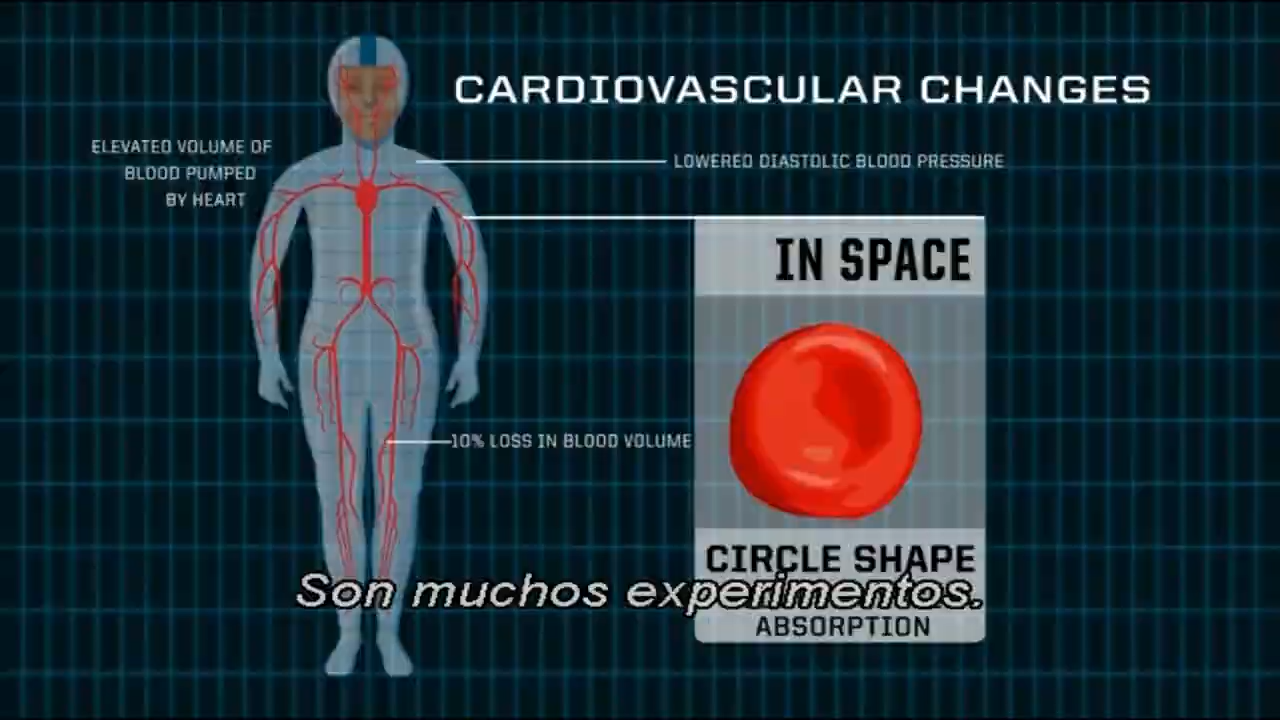 CARDIOVASCULAR CHANGES
ELEVATED VOLUME OF
BLOOD PUMPED
BY HEART
LOWERED DIASTOLIC BLOOD PRESSURE
IN SPACE
10% LOSS IN BLOOD VOLUME
CIRCLE SHAPE
Son muchos experimentos.
ABSORPTION